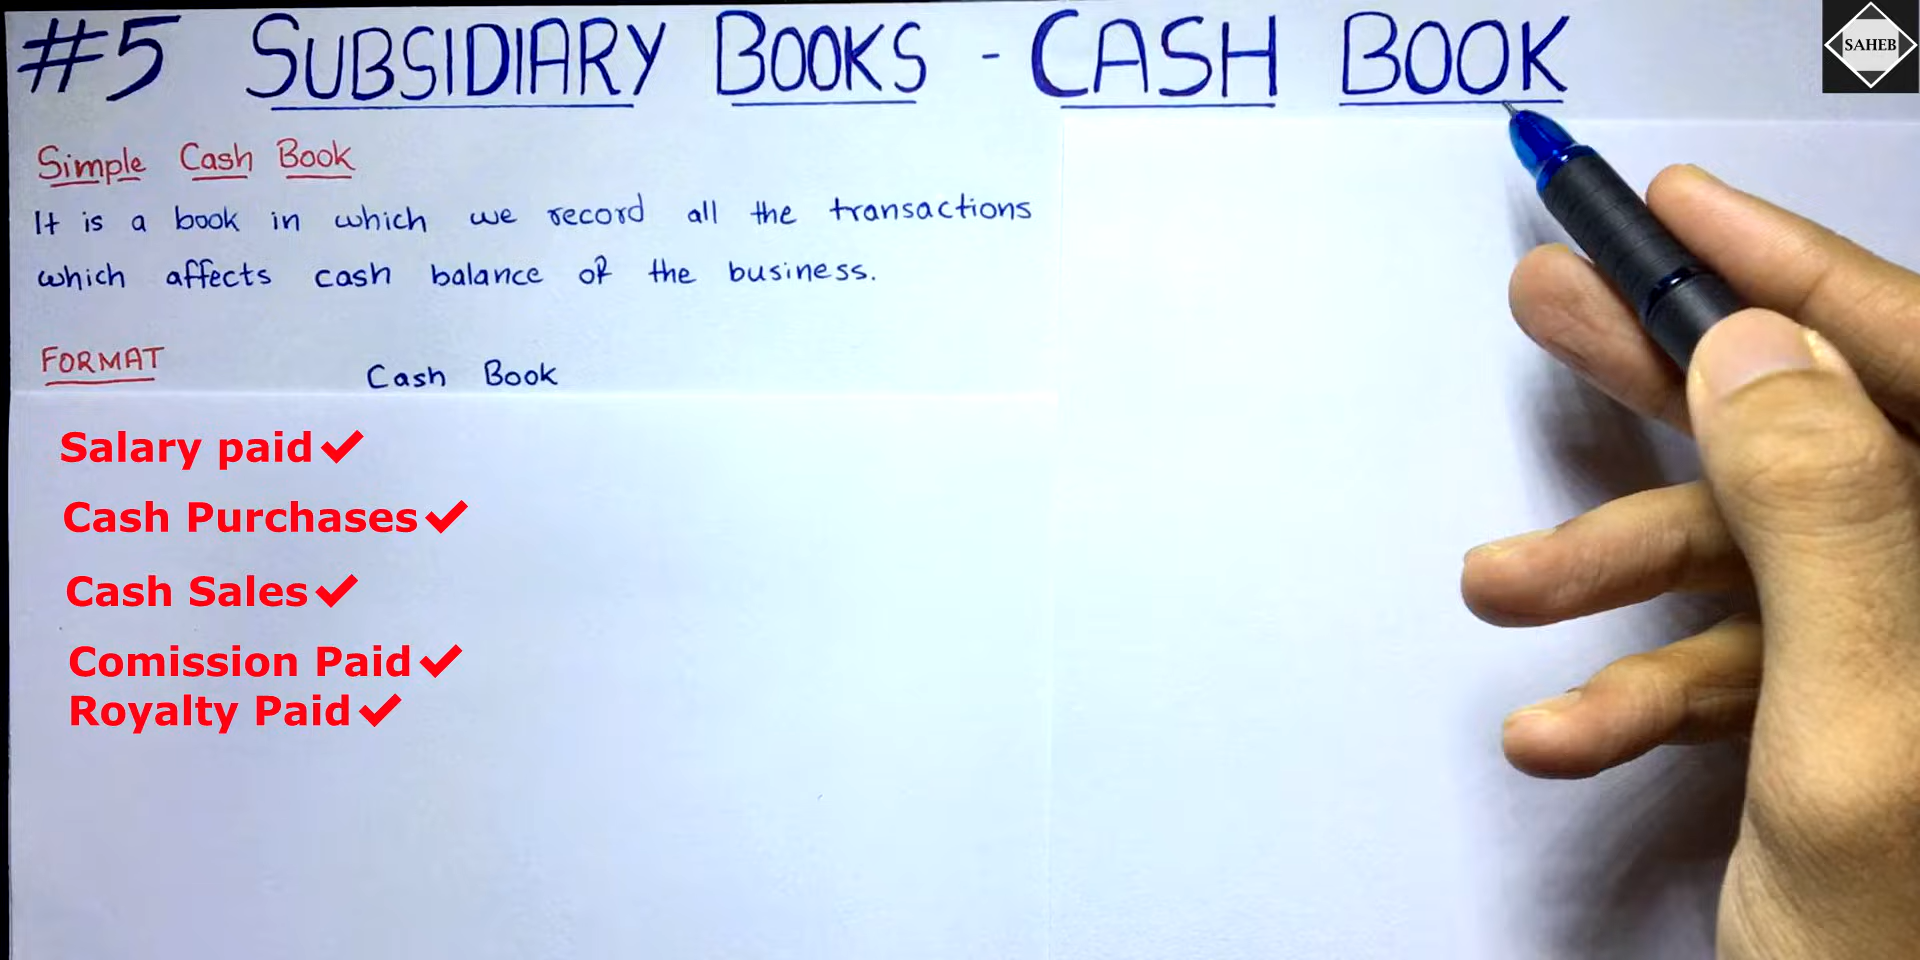 #5 SUBSIDIARY BOOKS - CASH BOOK
SAHEB
Simple Cash Book
It is a book in which we record all the transactions
which affects cash balance of the business.
FORMAT
Cash Book
Salary paid✔
Cash Purchases✔
Cash Sales✔
Comission Paid✔
Royalty Paid✔